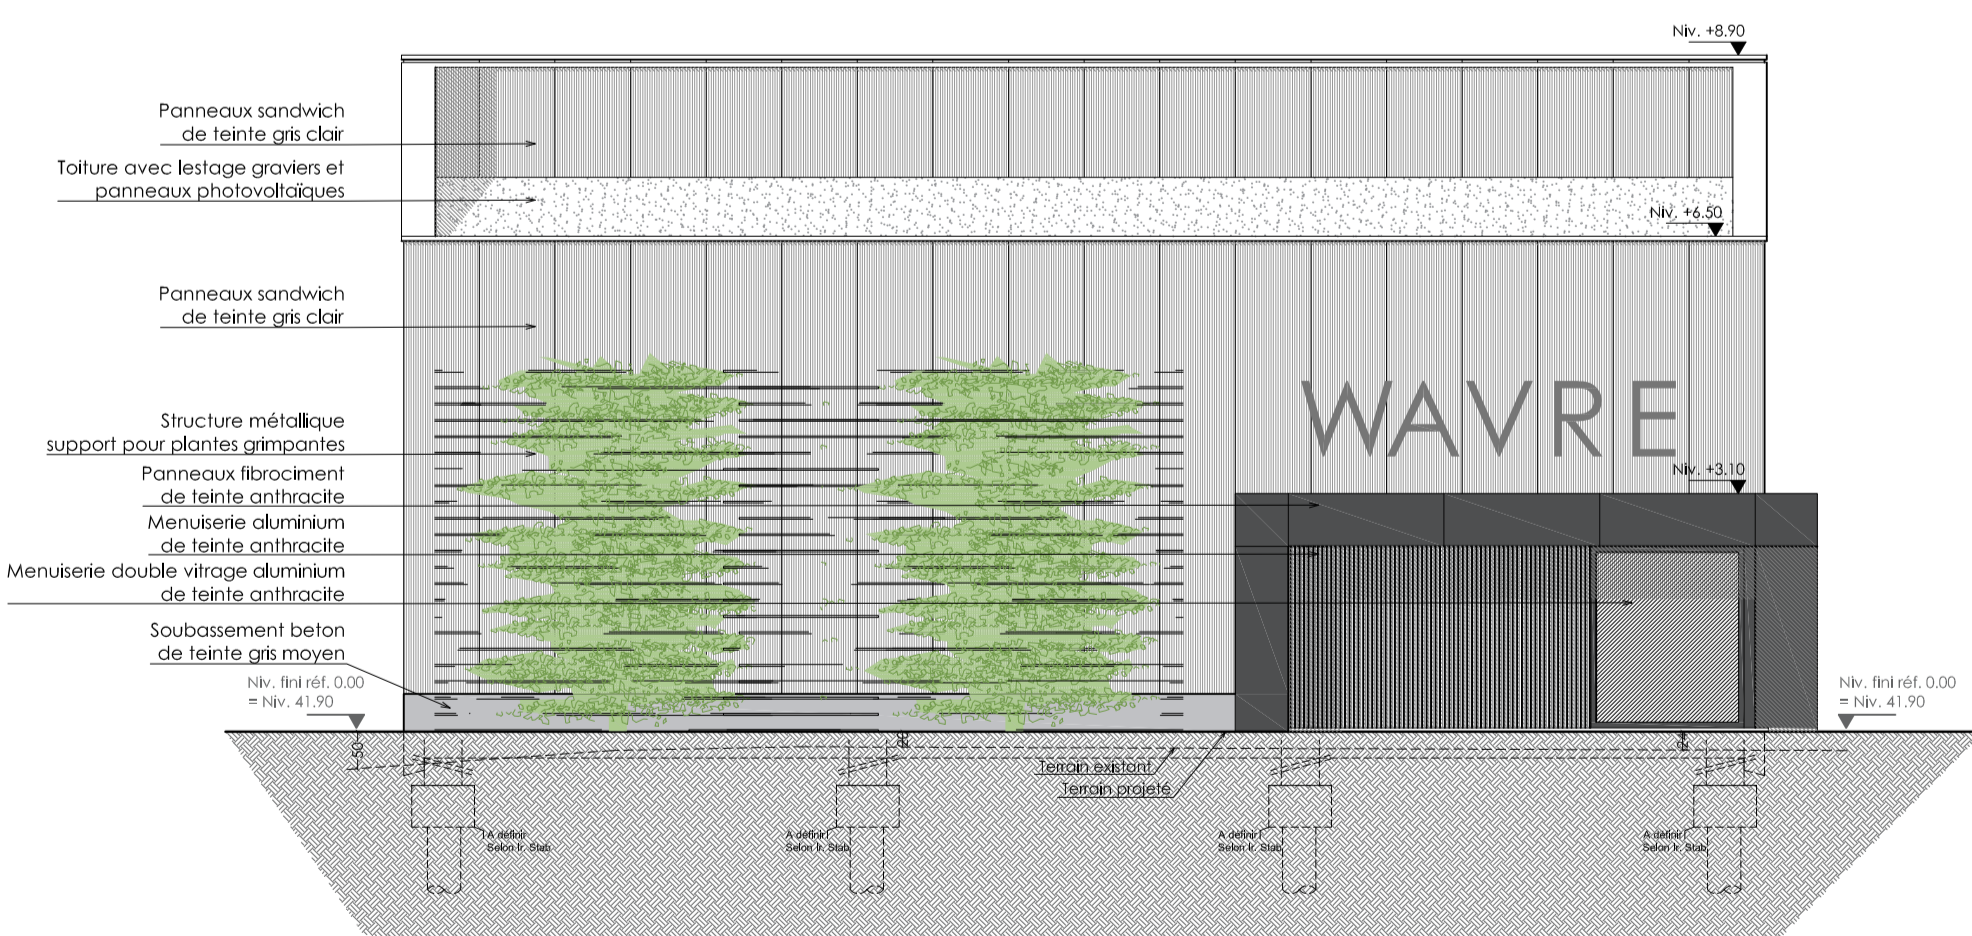 Niv. +8.90
Panneaux sandwich
de teinte gris clair
Toiture avec lestage graviers et
panneaux photovoltaïques
Niv. +6.50
Panneaux sandwich
de teinte gris clair
WAVRE
Structure métallique
support pour plantes grimpantes
Niv. +3.10
Panneaux fibrociment
de teinte anthracite
Menuiserie aluminium
de teinte anthracite
Menuiserie double vitrage aluminium
de teinte anthracite
Soubassement beton
de teinte gris moyen
Niv. fini réf. 0.00
= Niv. 41.90
Niv. fini réf. 0.00
= Niv. 41.90
50
20
24
Terrain existant
Terrain projeté
A définir
Selon Ir. Stab
A définir
Selon Ir. Stab
A définir
Selon Ir. Stab
A définir
Selon Ir. Stab